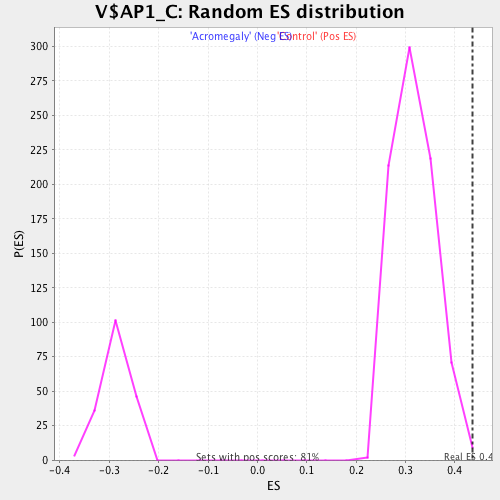 V$AP1_C: Random ES distribution
'Acromegaly' (Neg ES) 'Control' (Pos ES)
300
275
250
225
200
175
150
125
100
75
50
25
0
P(ES)
Sets with pos scores: 81%
Real ES 0.4
-0.4 -0.3 -0.2 -0.1 0.0 0.1 0.2 0.3 0.4
ES